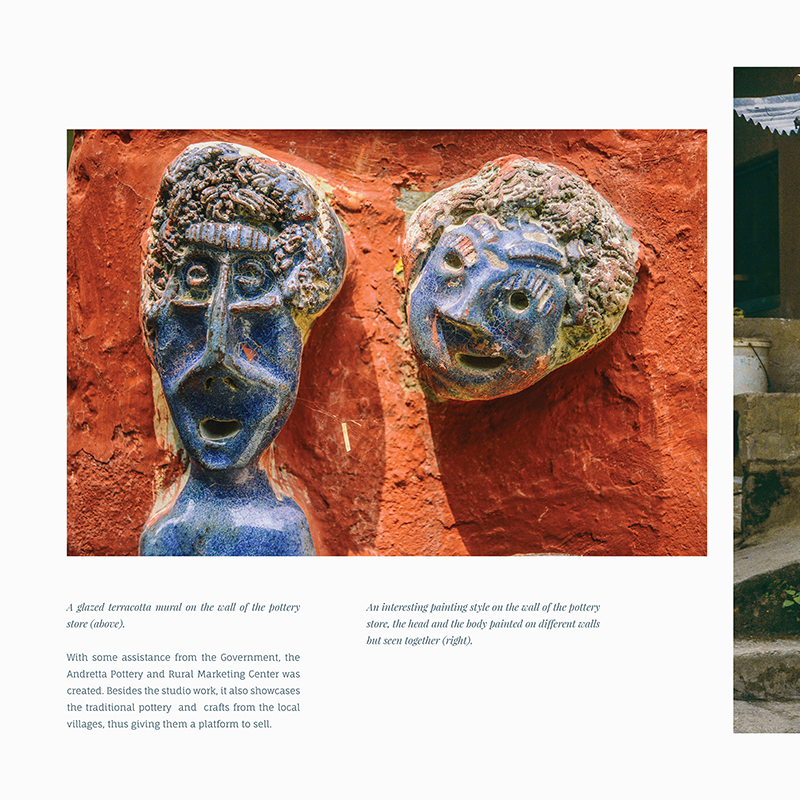 A glazed terracotta mural on the wall of the pottery
store (above).
With some assistance from the Government, the
Andretta Pottery and Rural Marketing Center was
created. Besides the studio work, it also showcases
the traditional pottery and crafts from the local
villages, thus giving them a platform to sell.
An interesting painting style on the wall of the pottery
store, the head and the body painted on different walls
but seen together (right).